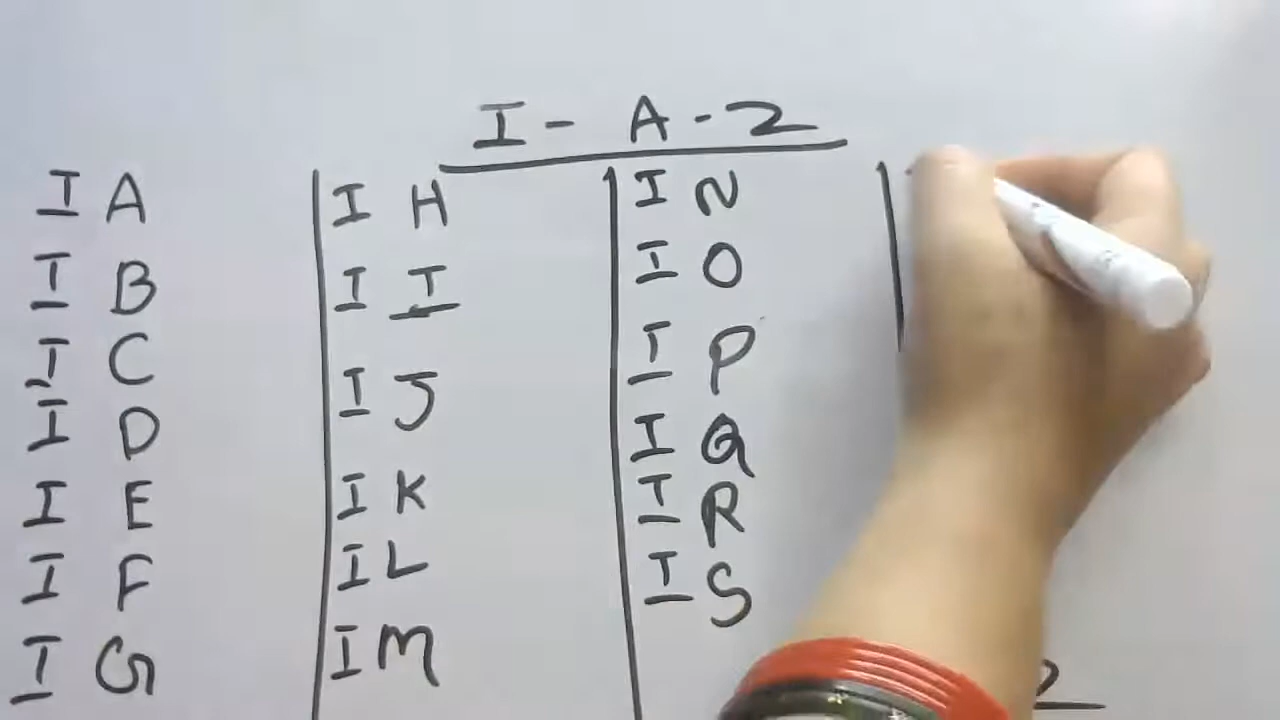 I - A - Z
I A
I B
I C
I D
I E
I F
I G
I H
I I
I J
I K
I L
I M
I N
I O
I P
I Q
I R
I S